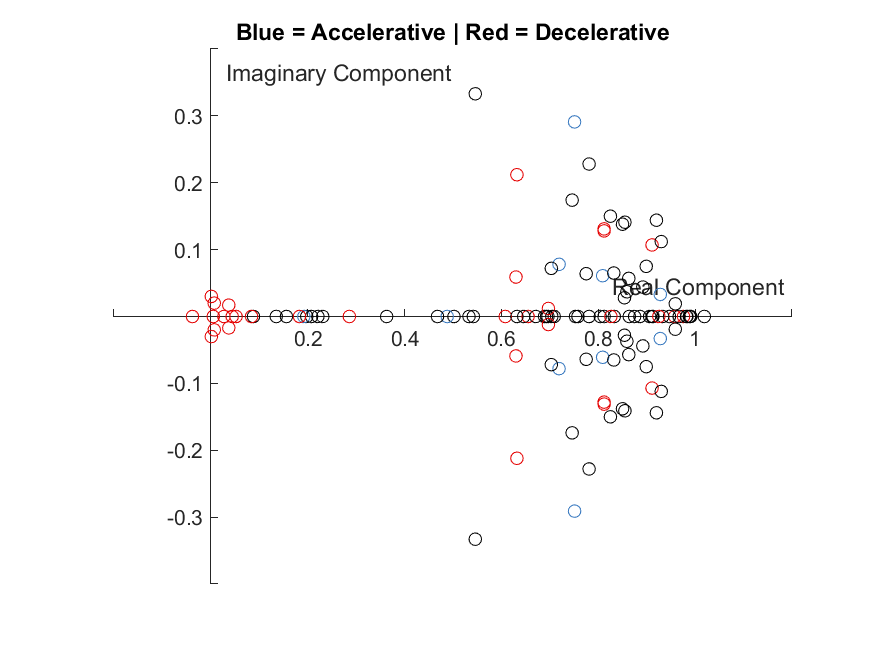 Blue = Accelerative | Red = Decelerative
Imaginary Component
0.3
0.2
0.1
Real Component
0.2 0.4 0.6 0.8 1
-0.1
-0.2
-0.3